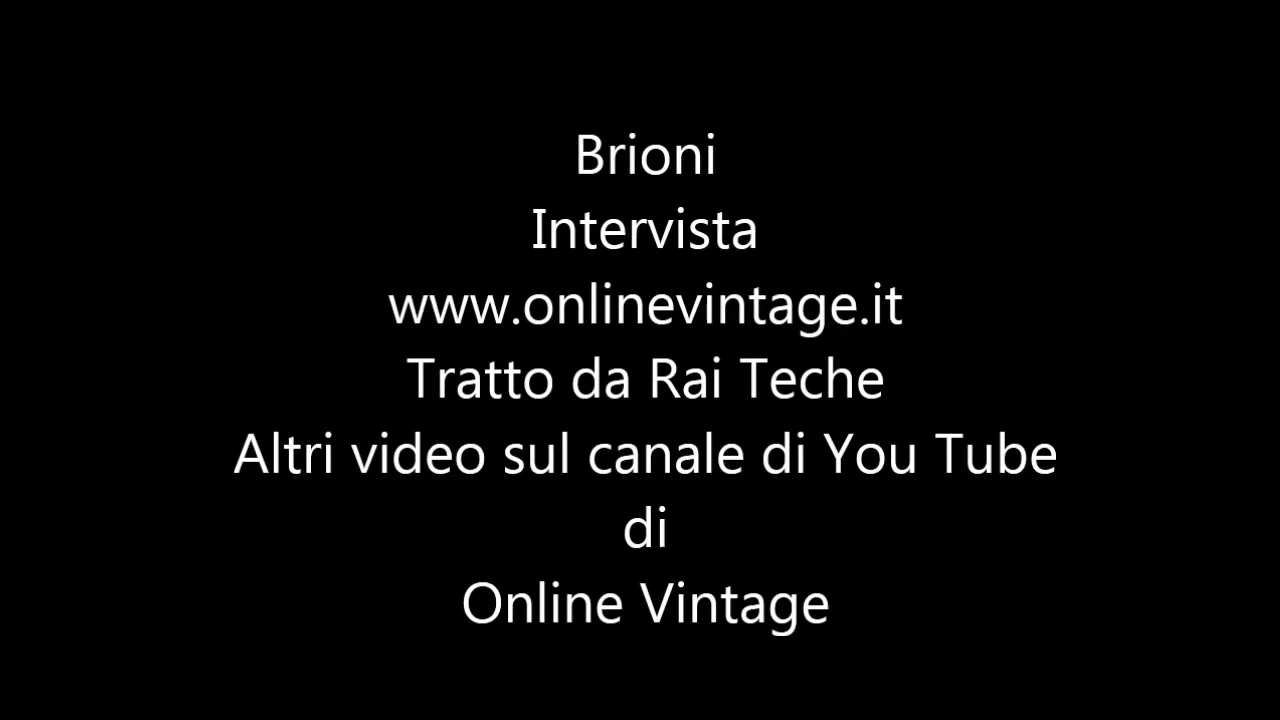 Brioni
Intervista
www.onlinevintage.it
Tratto da Rai Teche
Altri video sul canale di You Tube
di
Online Vintage